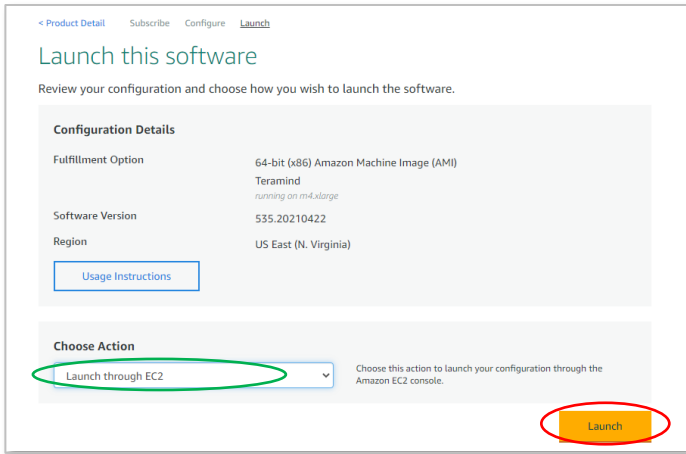 < Product Detail Subscribe Configure Launch
Launch this software
Review your configuration and choose how you wish to launch the software.
Configuration Details
Fulfillment Option 64-bit (x86) Amazon Machine Image (AMI)
Teramind
running on m4.xlarge
Software Version 535.20210422
Region US East (N. Virginia)
Usage Instructions
Choose Action
Launch through EC2
Choose this action to launch your configuration through the
Amazon EC2 console.
Launch